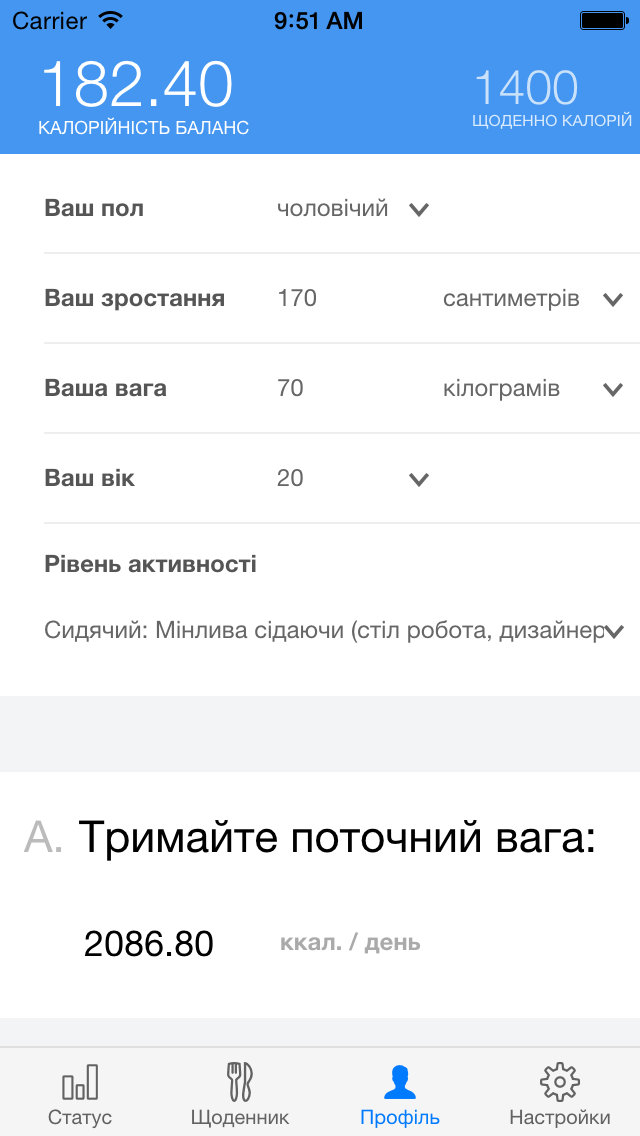 Carrier 9:51 AM
182.40 1400
КАЛОРІЙНІСТЬ БАЛАНС ЩОДЕННО КАЛОРІЙ
Ваш пол чоловічий
Ваш зростання 170 сантиметрів
Ваша вага 70 кілограмів
Ваш вік 20
Рівень активності
Сидячий: Мінлива сідаючи (стіл робота, дизайнер
A. Тримайте поточний вага:
2086.80 ккал. / день
Статус Щоденник Профіль Настройки